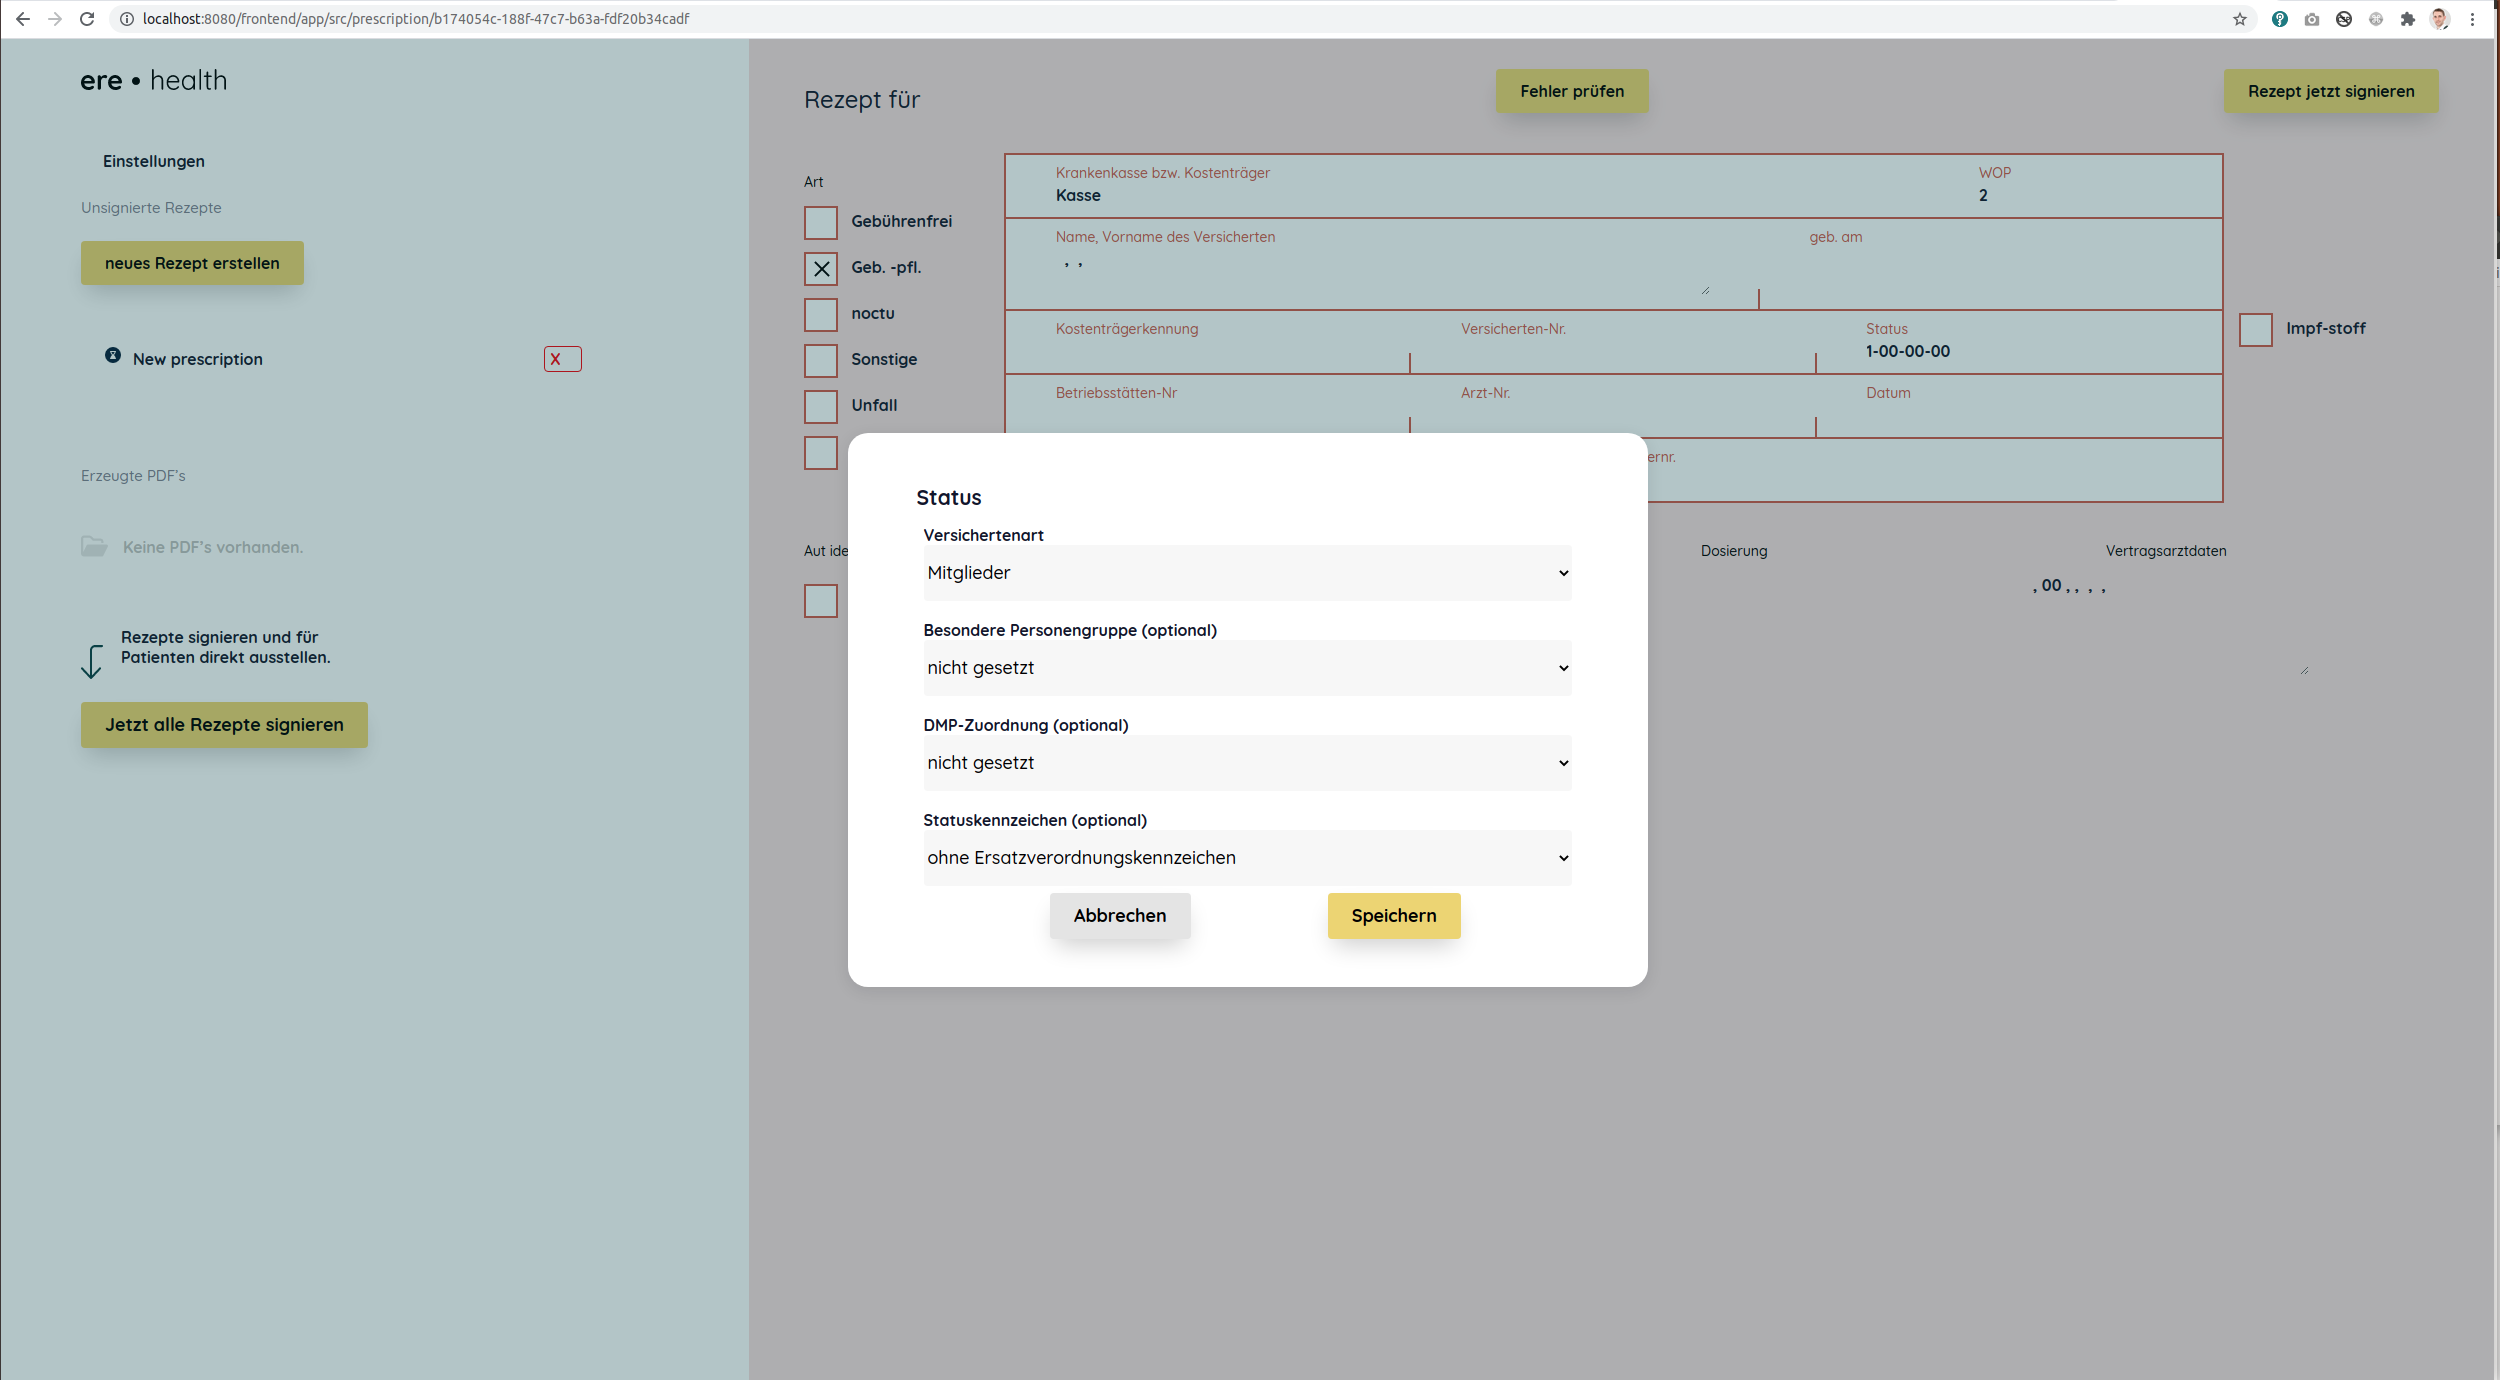 localhost:8080/frontend/app/src/prescription/b174054c-188f-47c7-b63a-fdf20b34cadf
ere • health
Einstellungen
Unsignierte Rezepte
neues Rezept erstellen
New prescription
X
Erzeugte PDF's
Keine PDF's vorhanden.
Rezepte signieren und für
Patienten direkt ausstellen.
Jetzt alle Rezepte signieren
Rezept für
Fehler prüfen
Rezept jetzt signieren
Art
Gebührenfrei
Geb. -pfl.
noctu
Sonstige
Unfall
Krankenkasse bzw. Kostenträger
WOP
Kasse
2
Name, Vorname des Versicherten
geb. am
, ,
Kostenträgerkennung
Versicherten-Nr.
Status
1-00-00-00
Betriebsstätten-Nr
Arzt-Nr.
Datum
ernr.
Impf-stoff
Aut ide
Dosierung
Vertragsarztdaten
, 00 , , , ,
Status
Versichertenart
Mitglieder
Besondere Personengruppe (optional)
nicht gesetzt
DMP-Zuordnung (optional)
nicht gesetzt
Statuskennzeichen (optional)
ohne Ersatzverordnungskennzeichen
Abbrechen
Speichern